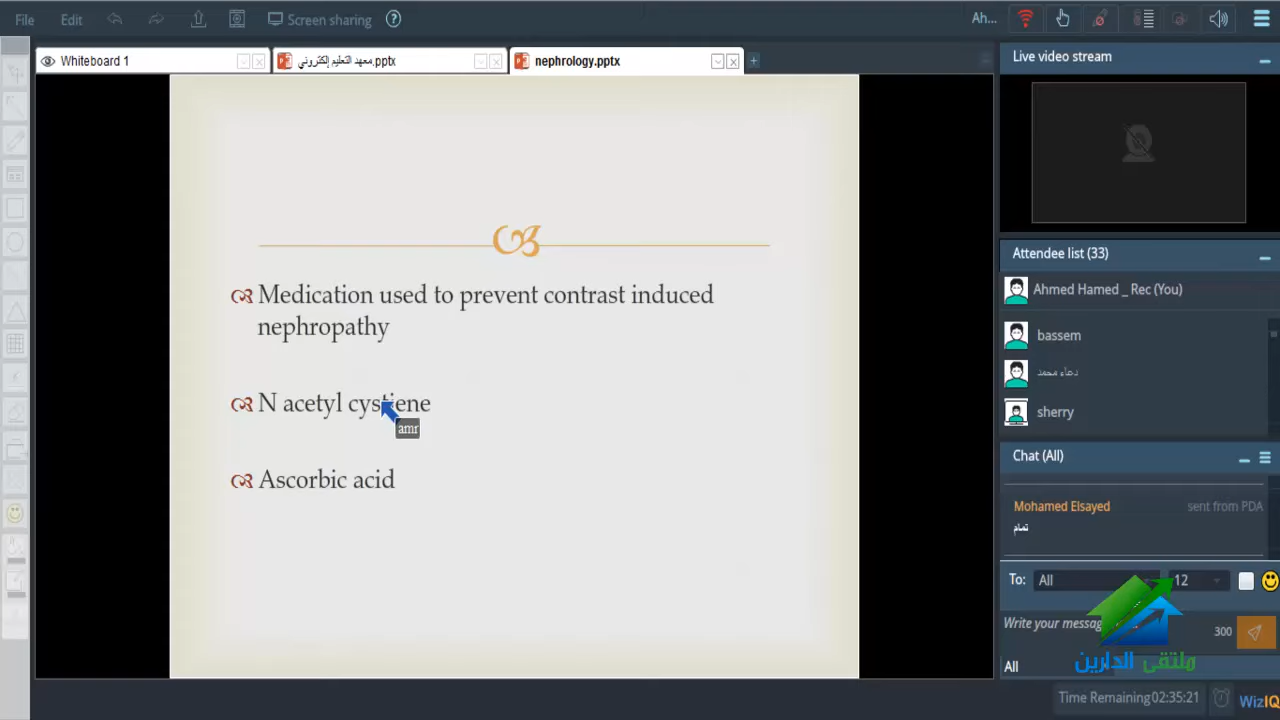 File Edit Screen sharing ? Ah...
Whiteboard 1
معهد التعليم إلكتروني.pptx
nephrology.pptx
Medication used to prevent contrast induced
nephropathy
N acetyl cystiene
amr
Ascorbic acid
Live video stream
Attendee list (33)
Ahmed Hamed _ Rec (You)
bassem
دعاء محمد
sherry
Chat (All)
Mohamed Elsayed sent from PDA
تمام
To: All 12
Write your messag
300
ملتقى الدارين
All
Time Remaining 02:35:21
WizIQ